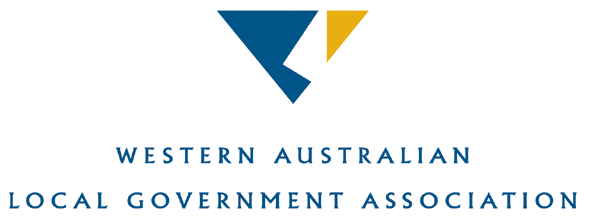 WESTERN AUSTRALIAN
LOCAL GOVERNMENT ASSOCIATION